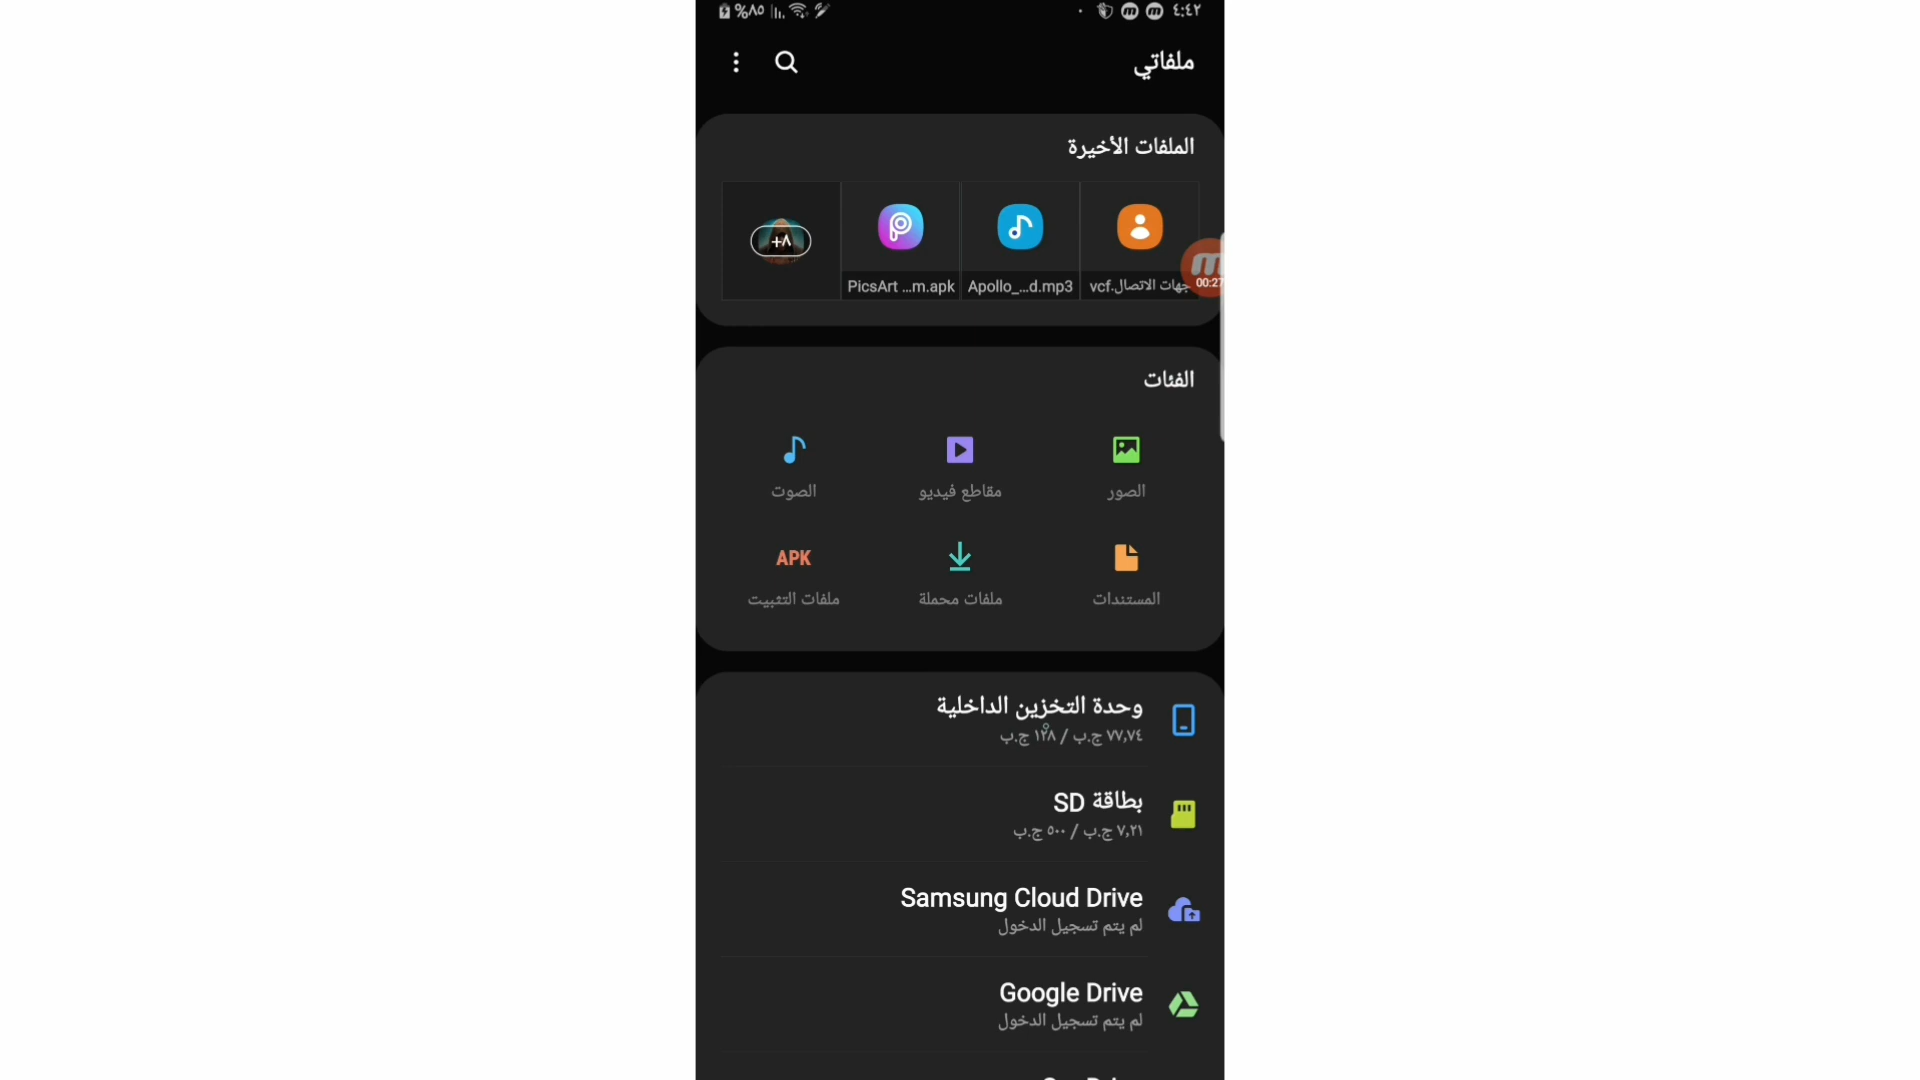 ٤:٤٢
%٨٥
ملفاتي
الملفات الأخيرة
جهات الاتصال.vcf
Apollo_...d.mp3
PicsArt ...m.apk
+٨
00:27
الفئات
الصور
مقاطع فيديو
الصوت
المستندات
ملفات محملة
APK
ملفات التثبيت
وحدة التخزين الداخلية
٧٧,٧٤ ج.ب / ١٢٨ ج.ب
بطاقة SD
٧,٢١ ج.ب / ٥٠٠ ج.ب
Samsung Cloud Drive
لم يتم تسجيل الدخول
Google Drive
لم يتم تسجيل الدخول